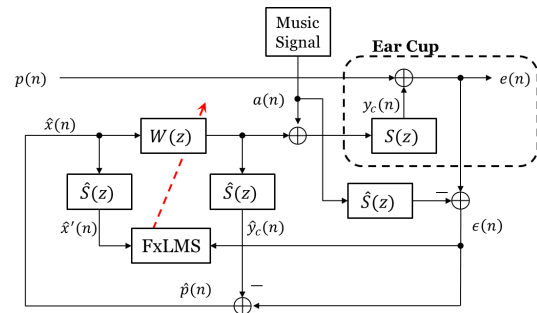 Music
Signal
Ear Cup
p(n)
e(n)
a(n)
y_c(n)
x̂(n)
W(z)
S(z)
Ŝ(z)
Ŝ(z)
Ŝ(z)
x̂′(n)
FxLMS
ŷ_c(n)
ϵ(n)
p̂(n)
−
−